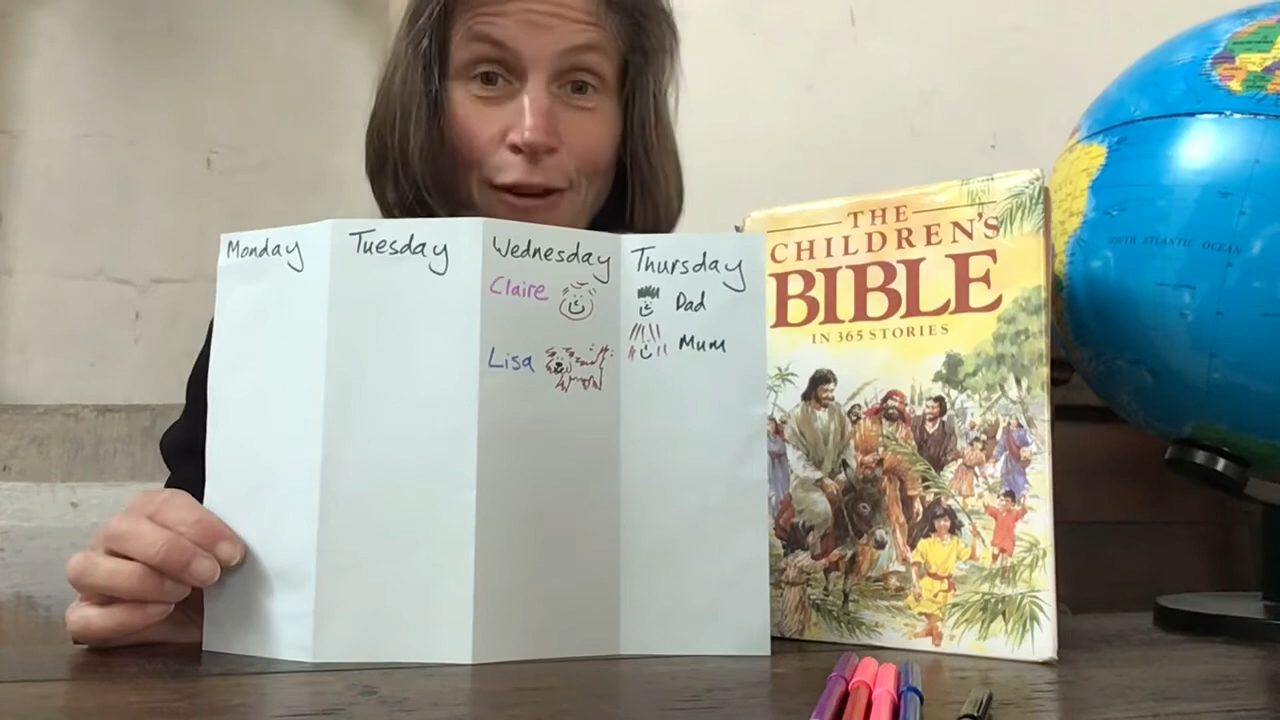 Monday
Tuesday
Wednesday
Claire
Lisa
Thursday
Dad
Mum
THE
CHILDREN'S
BIBLE
IN 365 STORIES
SOUTH ATLANTIC OCEAN